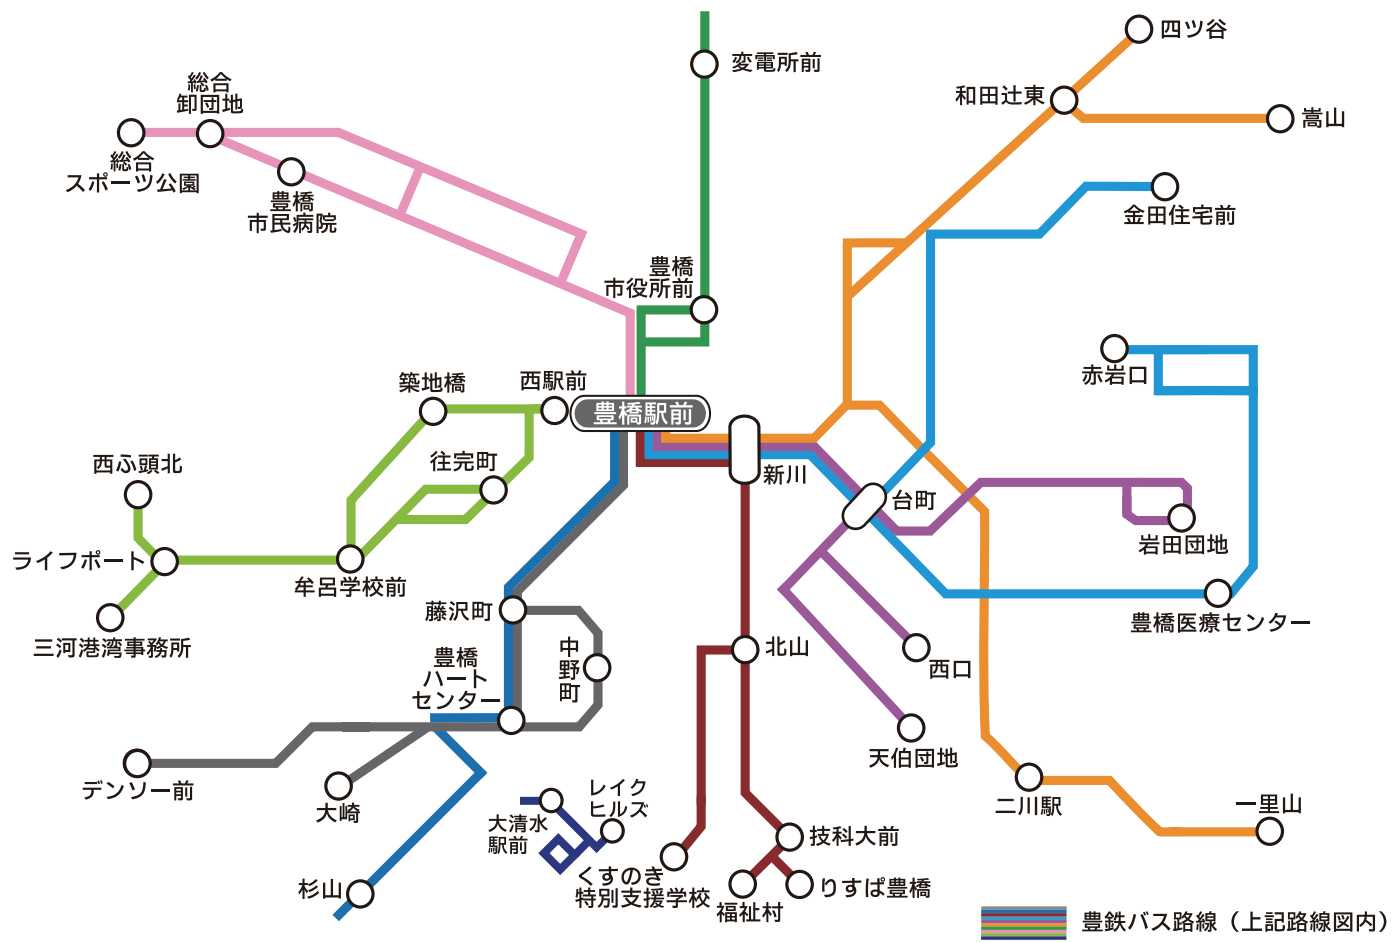 四ツ谷
変電所前
和田辻東
嵩山
総合
卸団地
総合
スポーツ公園
豊橋
市民病院
金田住宅前
豊橋
市役所前
赤岩口
築地橋
西駅前
豊橋駅前
新川
西ふ頭北
往完町
台町
岩田団地
ライフポート
牟呂学校前
藤沢町
豊橋医療センター
三河港湾事務所
中野町
北山
豊橋
ハート
センター
西口
天伯団地
デンソー前
大崎
レイク
ヒルズ
大清水
駅前
二川駅
一里山
技科大前
杉山
くすのき
特別支援学校
福祉村
りすぱ豊橋
豊鉄バス路線（上記路線図内）